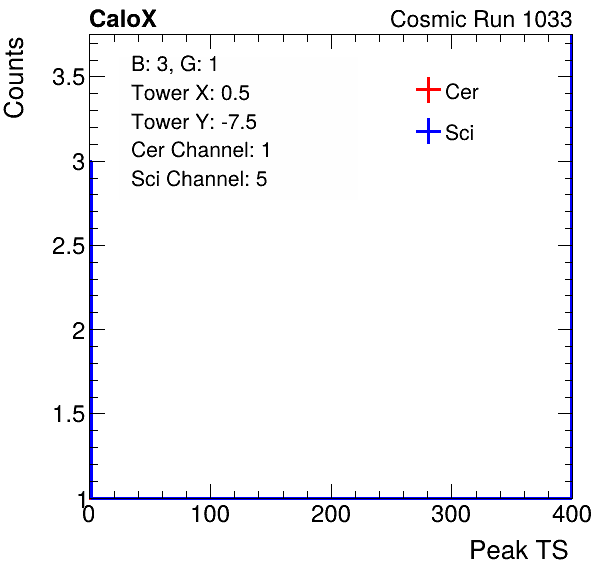 CaloX
Cosmic Run 1033
Counts
B: 3, G: 1
Tower X: 0.5
Tower Y: -7.5
Cer Channel: 1
Sci Channel: 5
Cer
Sci
3.5
3
2.5
2
1.5
1
0 100 200 300 400
Peak TS